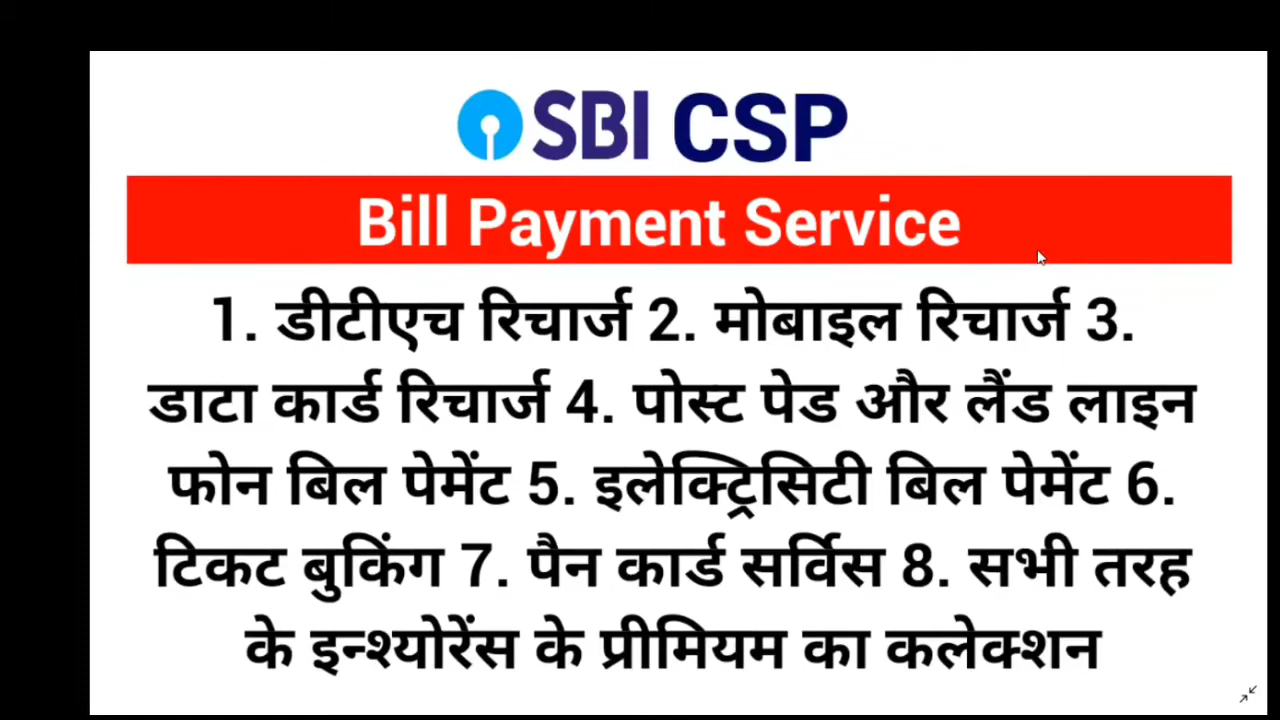 SBI CSP
Bill Payment Service
1. डीटीएच रिचार्ज 2. मोबाइल रिचार्ज 3.
डाटा कार्ड रिचार्ज 4. पोस्ट पेड और लैंड लाइन
फोन बिल पेमेंट 5. इलेक्ट्रिसिटी बिल पेमेंट 6.
टिकट बुकिंग 7. पैन कार्ड सर्विस 8. सभी तरह
के इन्श्योरेंस के प्रीमियम का कलेक्शन